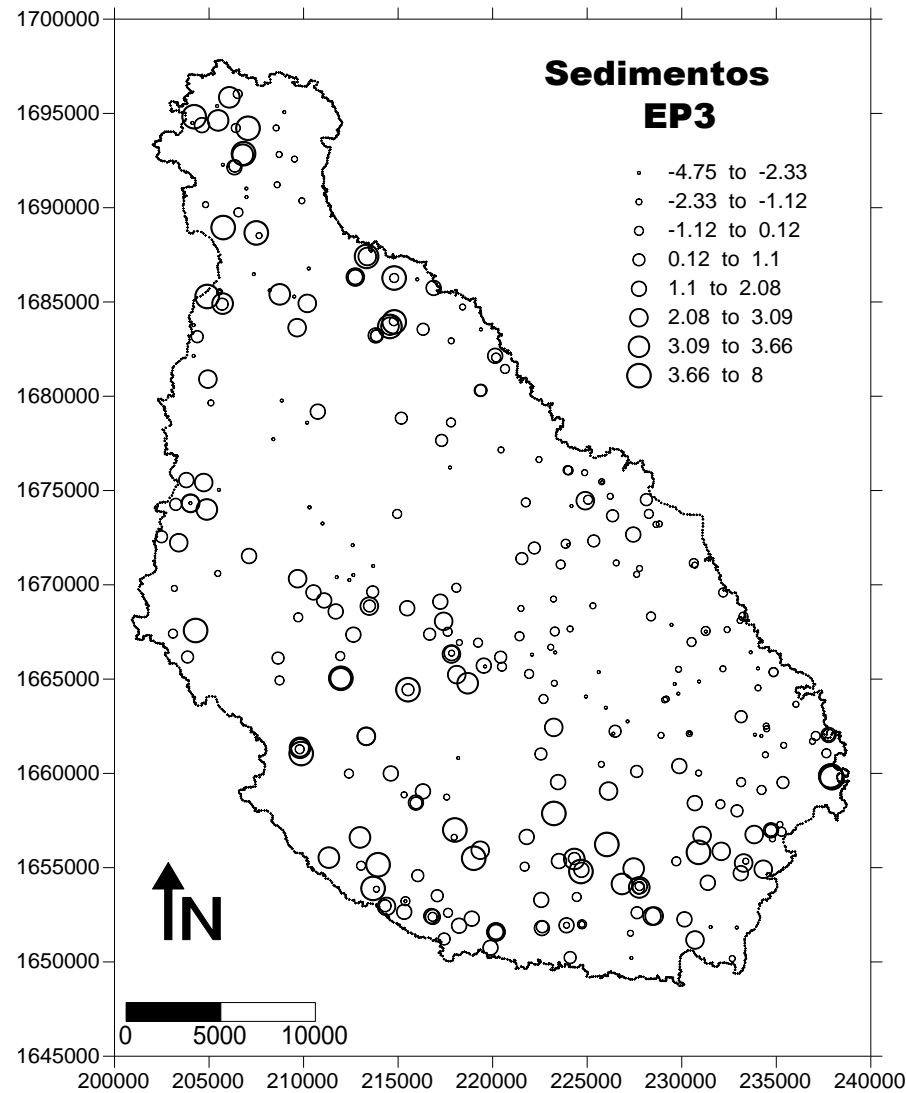 1700000
Sedimentos
EP3
1695000
-4.75 to -2.33
-2.33 to -1.12
1690000
-1.12 to 0.12
0.12 to 1.1
1.1 to 2.08
1685000
2.08 to 3.09
3.09 to 3.66
3.66 to 8
1680000
1675000
1670000
1665000
1660000
1655000
N
1650000
0 5000 10000
1645000
200000 205000 210000 215000 220000 225000 230000 235000 240000